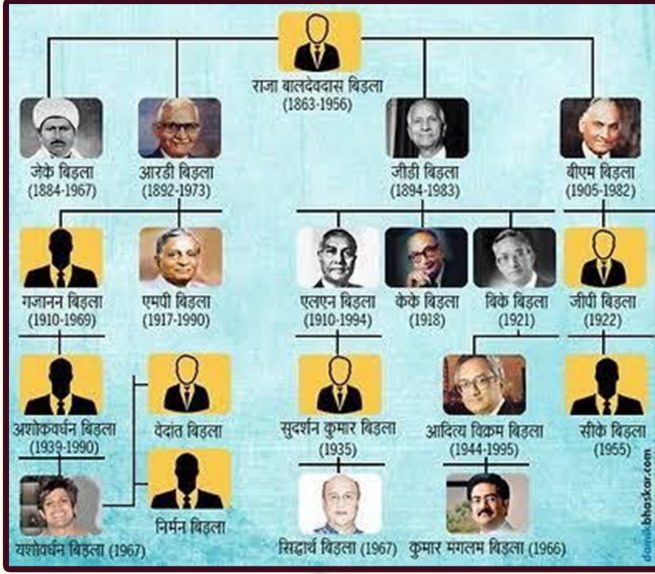 राजा बालदेवदास बिड़ला
(1863-1956)
जेके बिड़ला
(1884-1967)
आरडी बिड़ला
(1892-1973)
जीडी बिड़ला
(1894-1983)
बीएम बिड़ला
(1905-1982)
गजानन बिड़ला
(1910-1969)
एमपी बिड़ला
(1917-1990)
एलएन बिड़ला
(1910-1994)
केके बिड़ला
(1918)
बिके बिड़ला
(1921)
जीपी बिड़ला
(1922)
अशोकवर्धन बिड़ला
(1939-1990)
वेदांत बिड़ला
सुदर्शन कुमार बिड़ला
(1935)
आदित्य विक्रम बिड़ला
(1944-1995)
सीके बिड़ला
(1955)
निर्मन बिड़ला
यशोवर्धन बिड़ला (1967)
सिद्धार्थ बिड़ला (1967)
कुमार मंगलम बिड़ला (1966)
dainikbhaskar.com